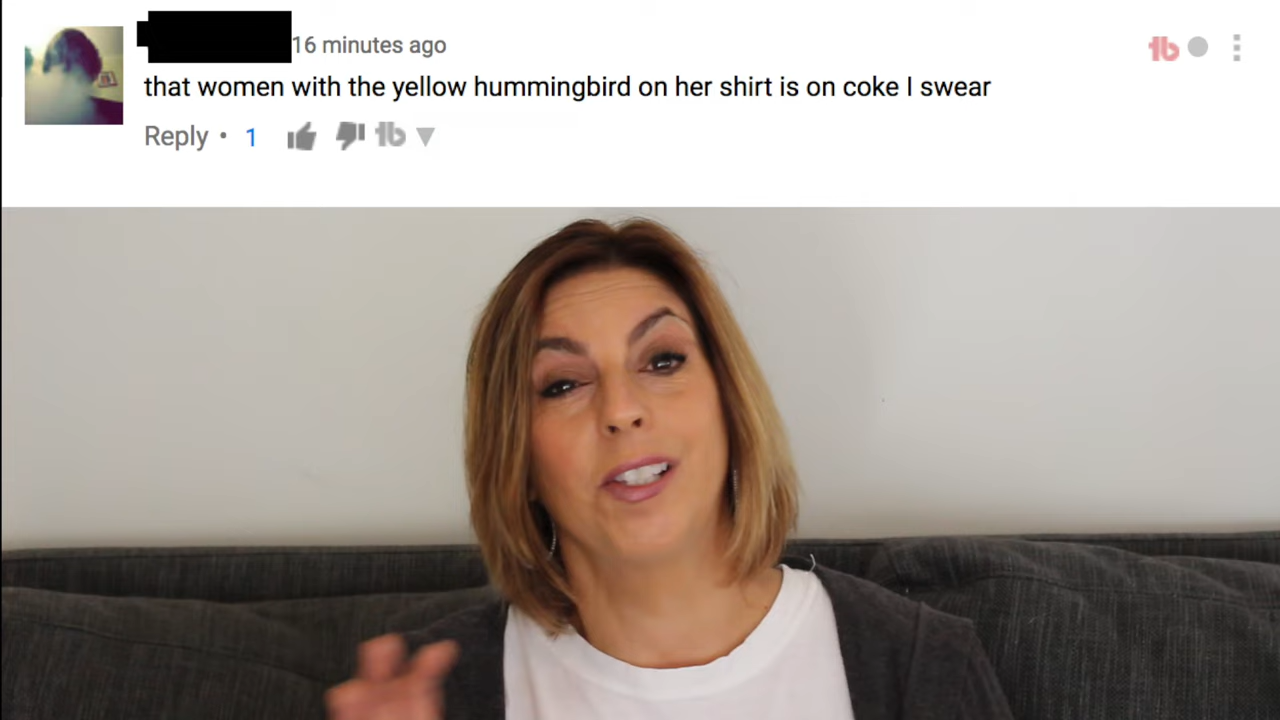 16 minutes ago
that women with the yellow hummingbird on her shirt is on coke I swear
Reply • 1